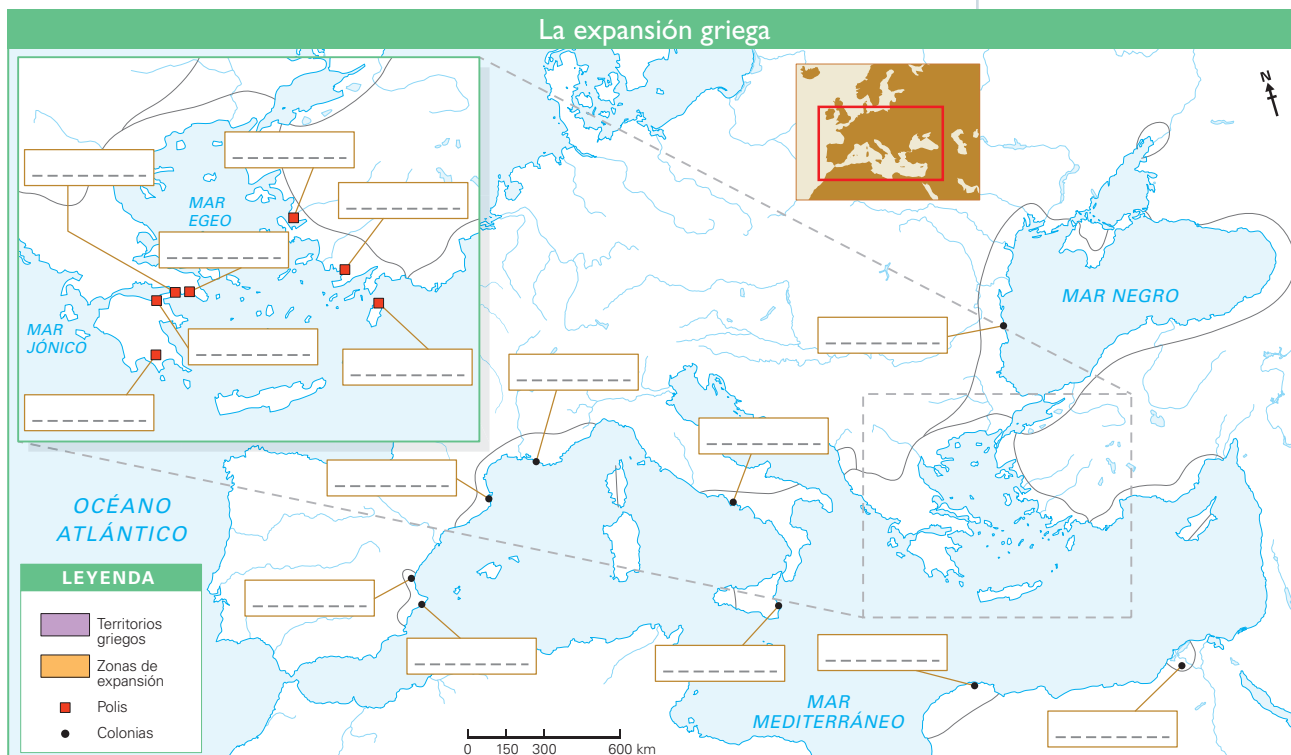 La expansión griega
N
MAR
EGEO
MAR
JÓNICO
MAR NEGRO
OCÉANO
ATLÁNTICO
LEYENDA
Territorios
griegos
Zonas de
expansión
Polis
Colonias
MAR
MEDITERRÁNEO
0 150 300 600 km